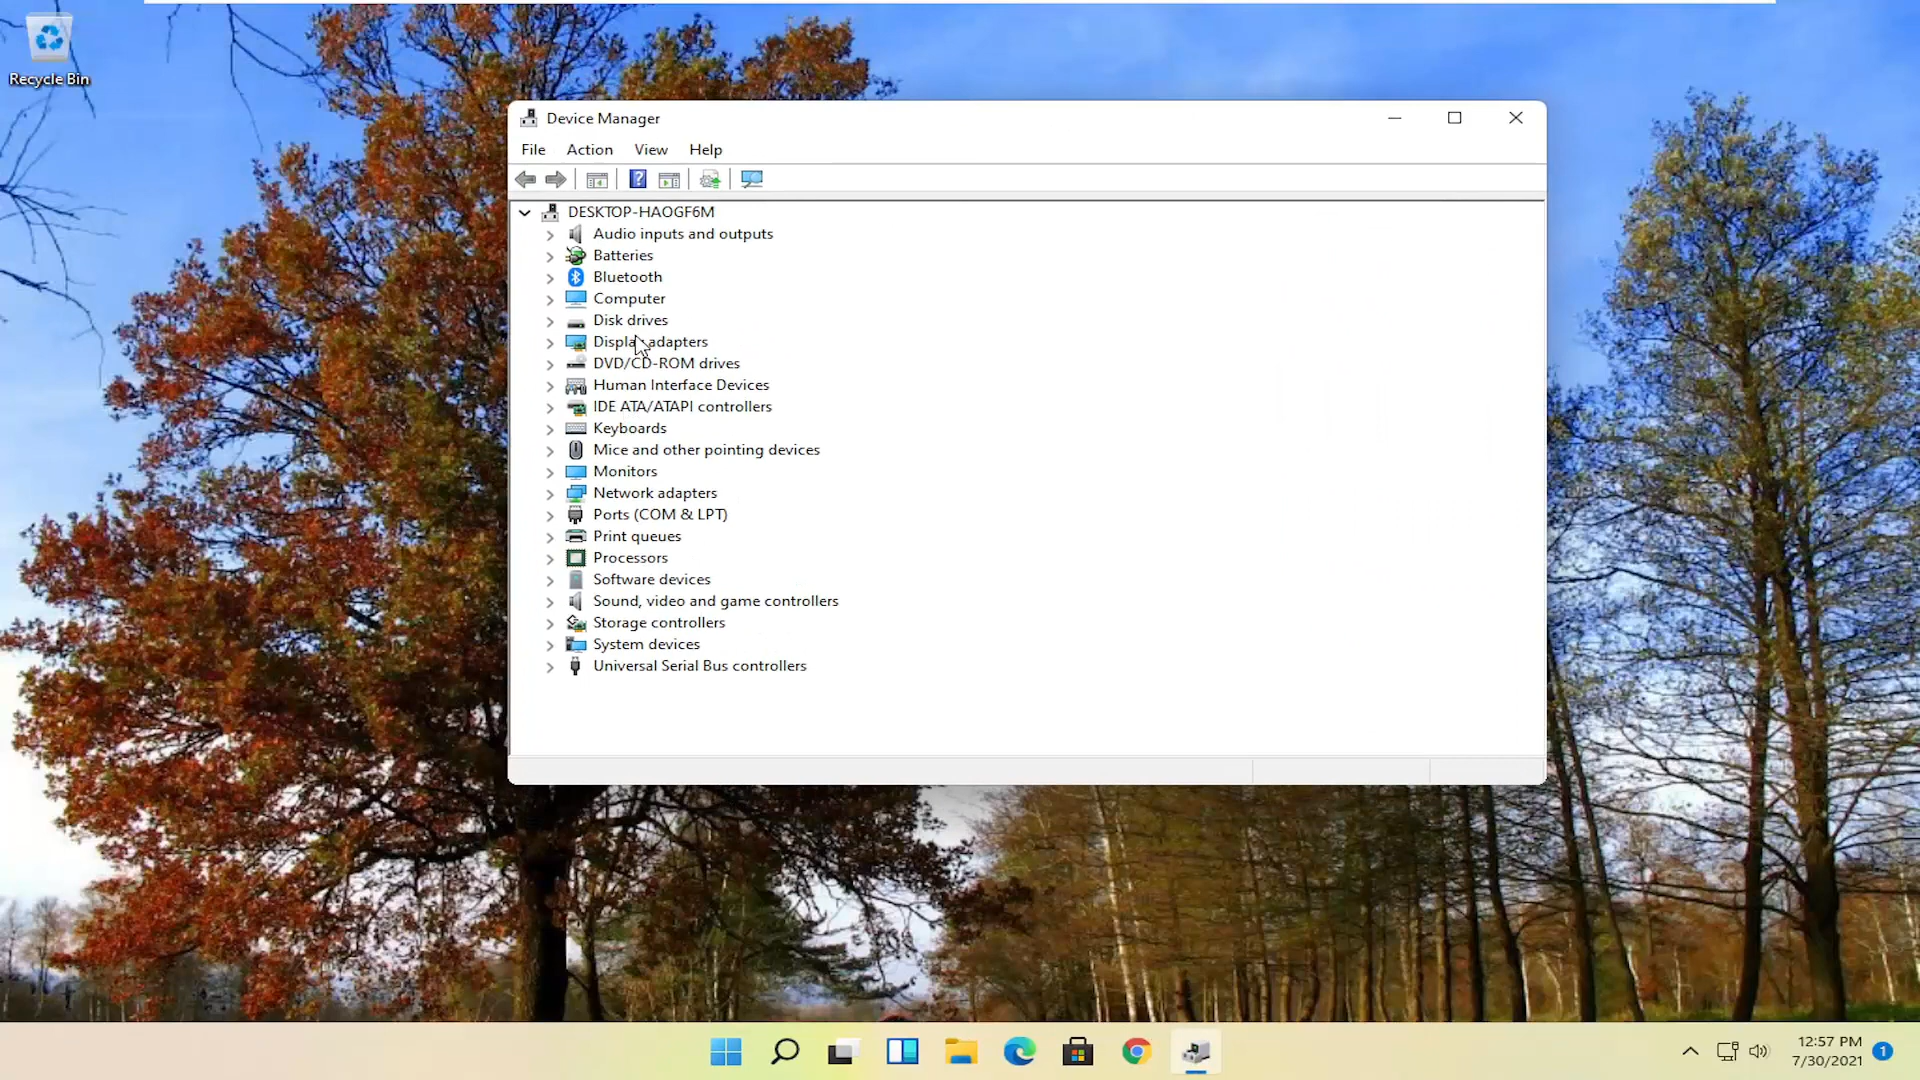 Recycle Bin
Device Manager
File Action View Help
DESKTOP-HAOGF6M
Audio inputs and outputs
Batteries
Bluetooth
Computer
Disk drives
Display adapters
DVD/CD-ROM drives
Human Interface Devices
IDE ATA/ATAPI controllers
Keyboards
Mice and other pointing devices
Monitors
Network adapters
Ports (COM & LPT)
Print queues
Processors
Software devices
Sound, video and game controllers
Storage controllers
System devices
Universal Serial Bus controllers
12:57 PM
7/30/2021
1